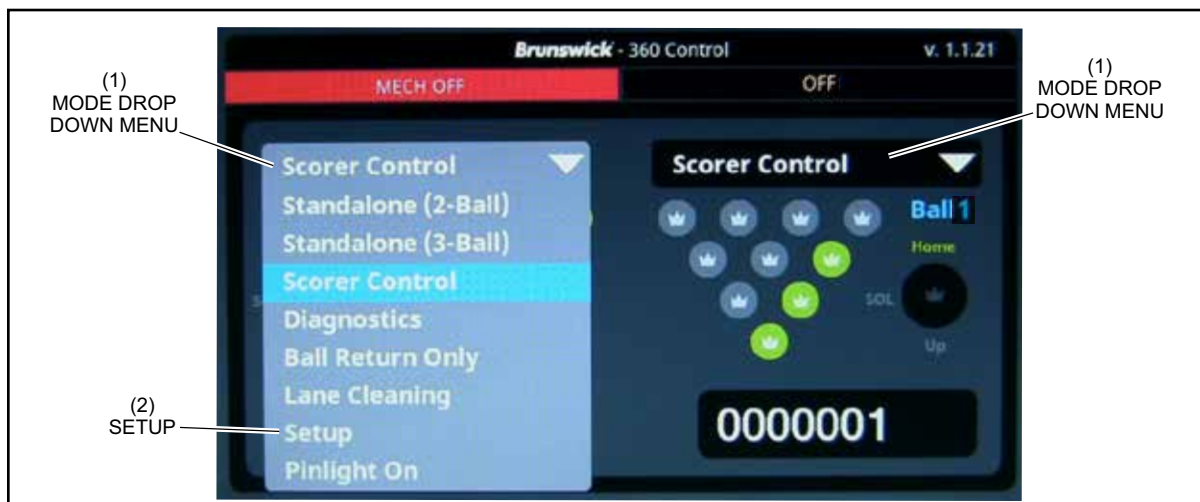 Brunswick - 360 Control v. 1.1.21
MECH OFF OFF
(1)
MODE DROP
DOWN MENU
(1)
MODE DROP
DOWN MENU
Scorer Control
Standalone (2-Ball)
Standalone (3-Ball)
Scorer Control
Diagnostics
Ball Return Only
Lane Cleaning
Setup
Pinlight On
(2)
SETUP
Scorer Control
Ball 1
Home
SOL
Up
0000001